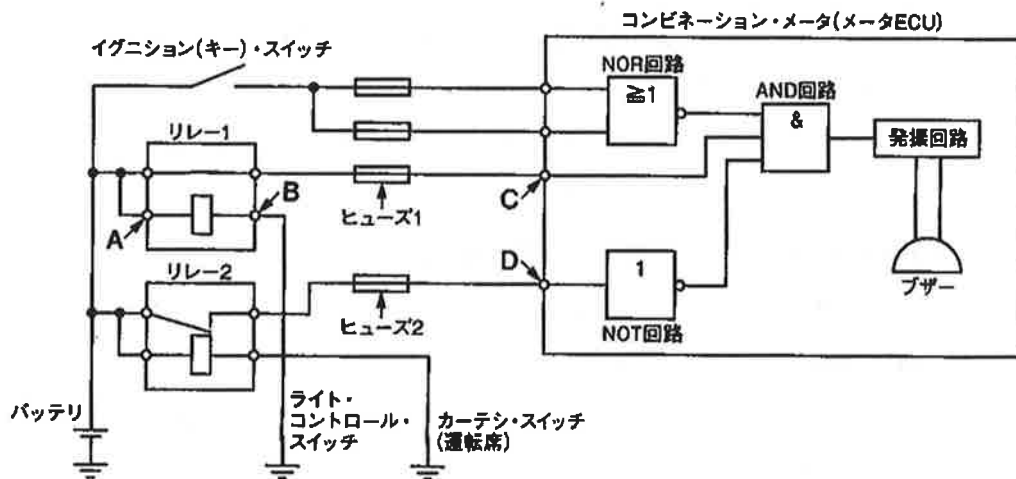 コンビネーション・メータ(メータECU)
イグニション(キー)・スイッチ
NOR回路
≧1
AND回路
&
発振回路
リレー1
A
B
ヒューズ1
C
D
1
NOT回路
ブザー
リレー2
ヒューズ2
バッテリ
ライト・
コントロール・
スイッチ
カーテシ・スイッチ
(運転席)